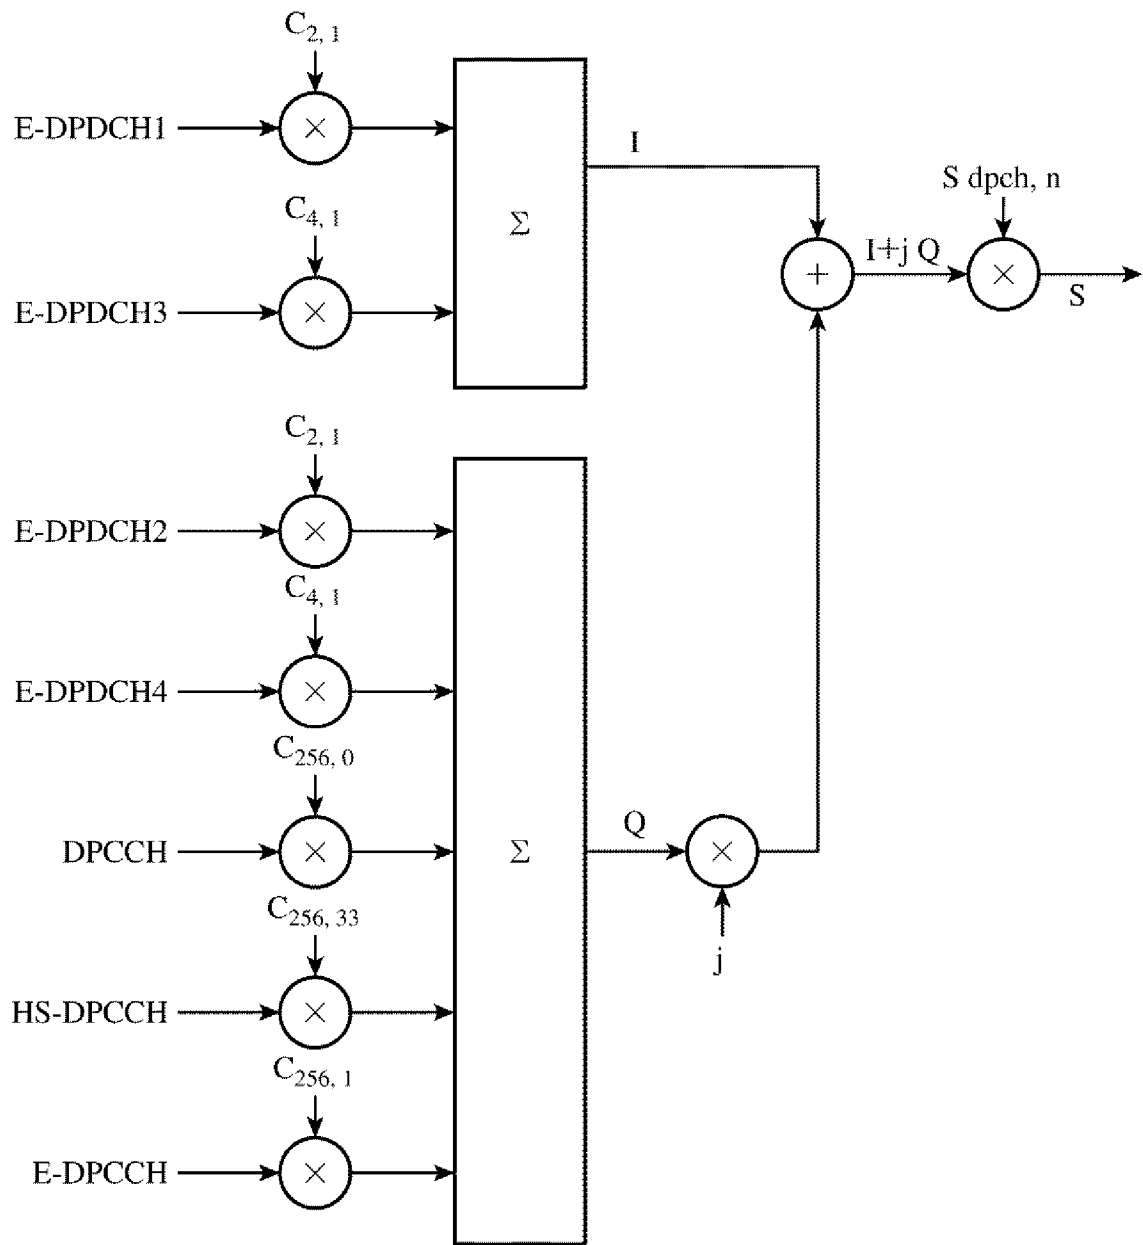 C2, 1
E-DPDCH1 ×
C4, 1
E-DPDCH3 ×
Σ
I
+
I+j Q
S dpch, n
×
S
C2, 1
E-DPDCH2 ×
C4, 1
E-DPDCH4 ×
C256, 0
DPCCH ×
C256, 33
HS-DPCCH ×
C256, 1
E-DPCCH ×
Σ
Q
×
j